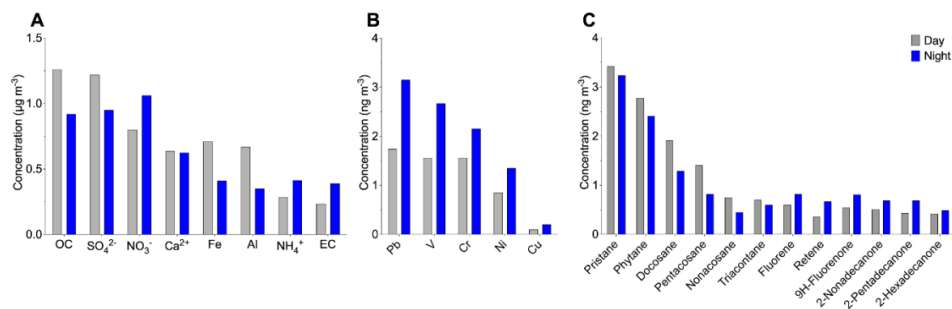 A
Concentration (μg m⁻³)
1.5
1.0
0.5
0.0
OC SO₄²⁻ NO₃⁻ Ca²⁺ Fe Al NH₄⁺ EC
B
Concentration (ng m⁻³)
4
3
2
1
0
Pb V Cr Ni Cu
C
Day
Night
Concentration (ng m⁻³)
4
3
2
1
0
Pristane
Phytane
Docosane
Pentacosane
Nonacosane
Triacontane
Fluorene
Retene
9H-Fluorenone
2-Nonadecanone
2-Pentadecanone
2-Hexadecanone